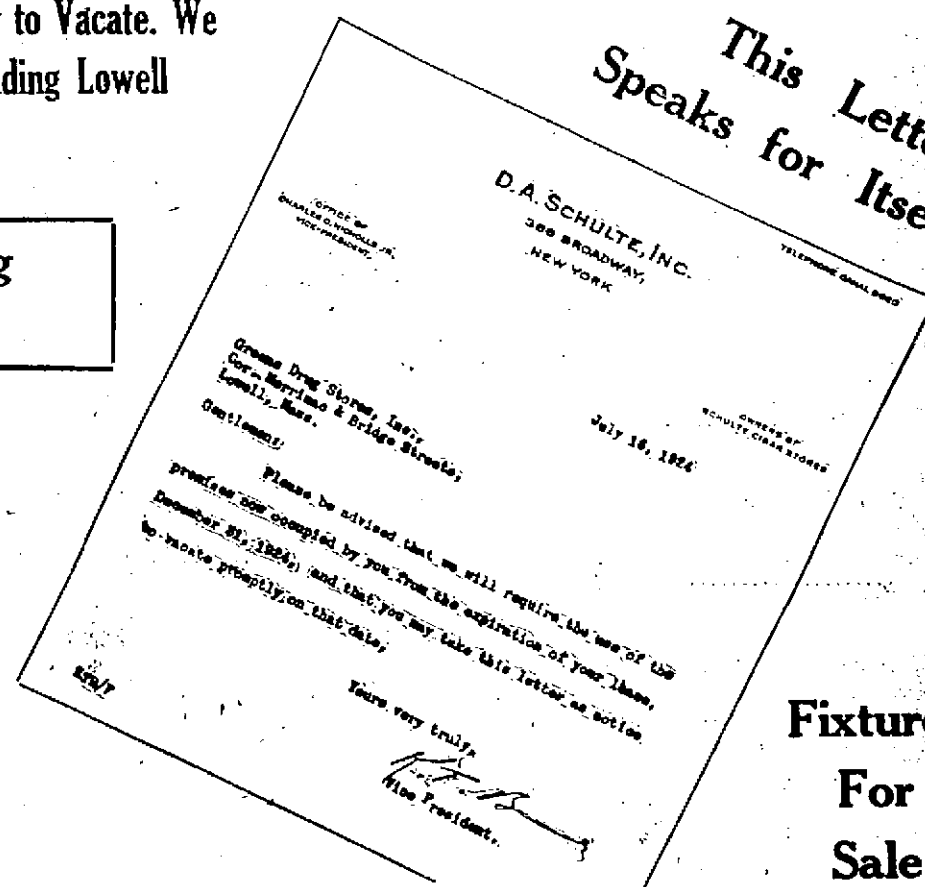 to Vacate. We
ding Lowell
g
This Lett
Speaks for Itse
D.A. SCHULTE, INC.
BROADWAY,
NEW YORK
OFFICE OF
CHARLES G. NICHOLLS JR.
VICE-PRESIDENT,
TELEPHONE CANAL
OWNERS OF
SCHULTE CIGAR STORES
July 16, 1924
Greens Drug Stores, Inc.,
Cor. Merrimac & Bridge Streets,
Lowell, Mass.
Gentlemen:
Please be advised that we will require the use of the
premises now occupied by you from the expiration of your lease,
December 31, 1924, and that you may take this letter as notice
to vacate promptly on that date.
Yours very truly,
Vice President.
Fixture
For
Sale